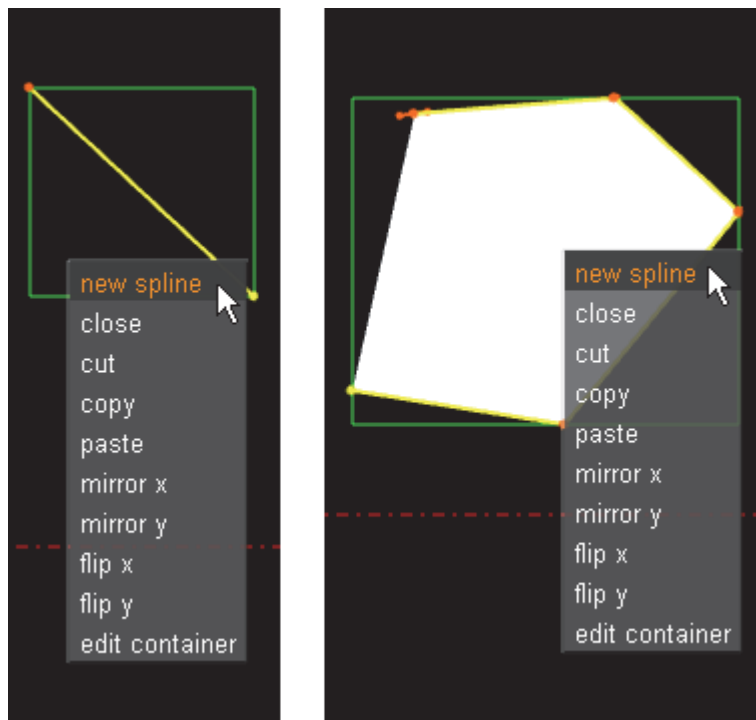 new spline
close
cut
copy
paste
mirror x
mirror y
flip x
flip y
edit container
new spline
close
cut
copy
paste
mirror x
mirror y
flip x
flip y
edit container